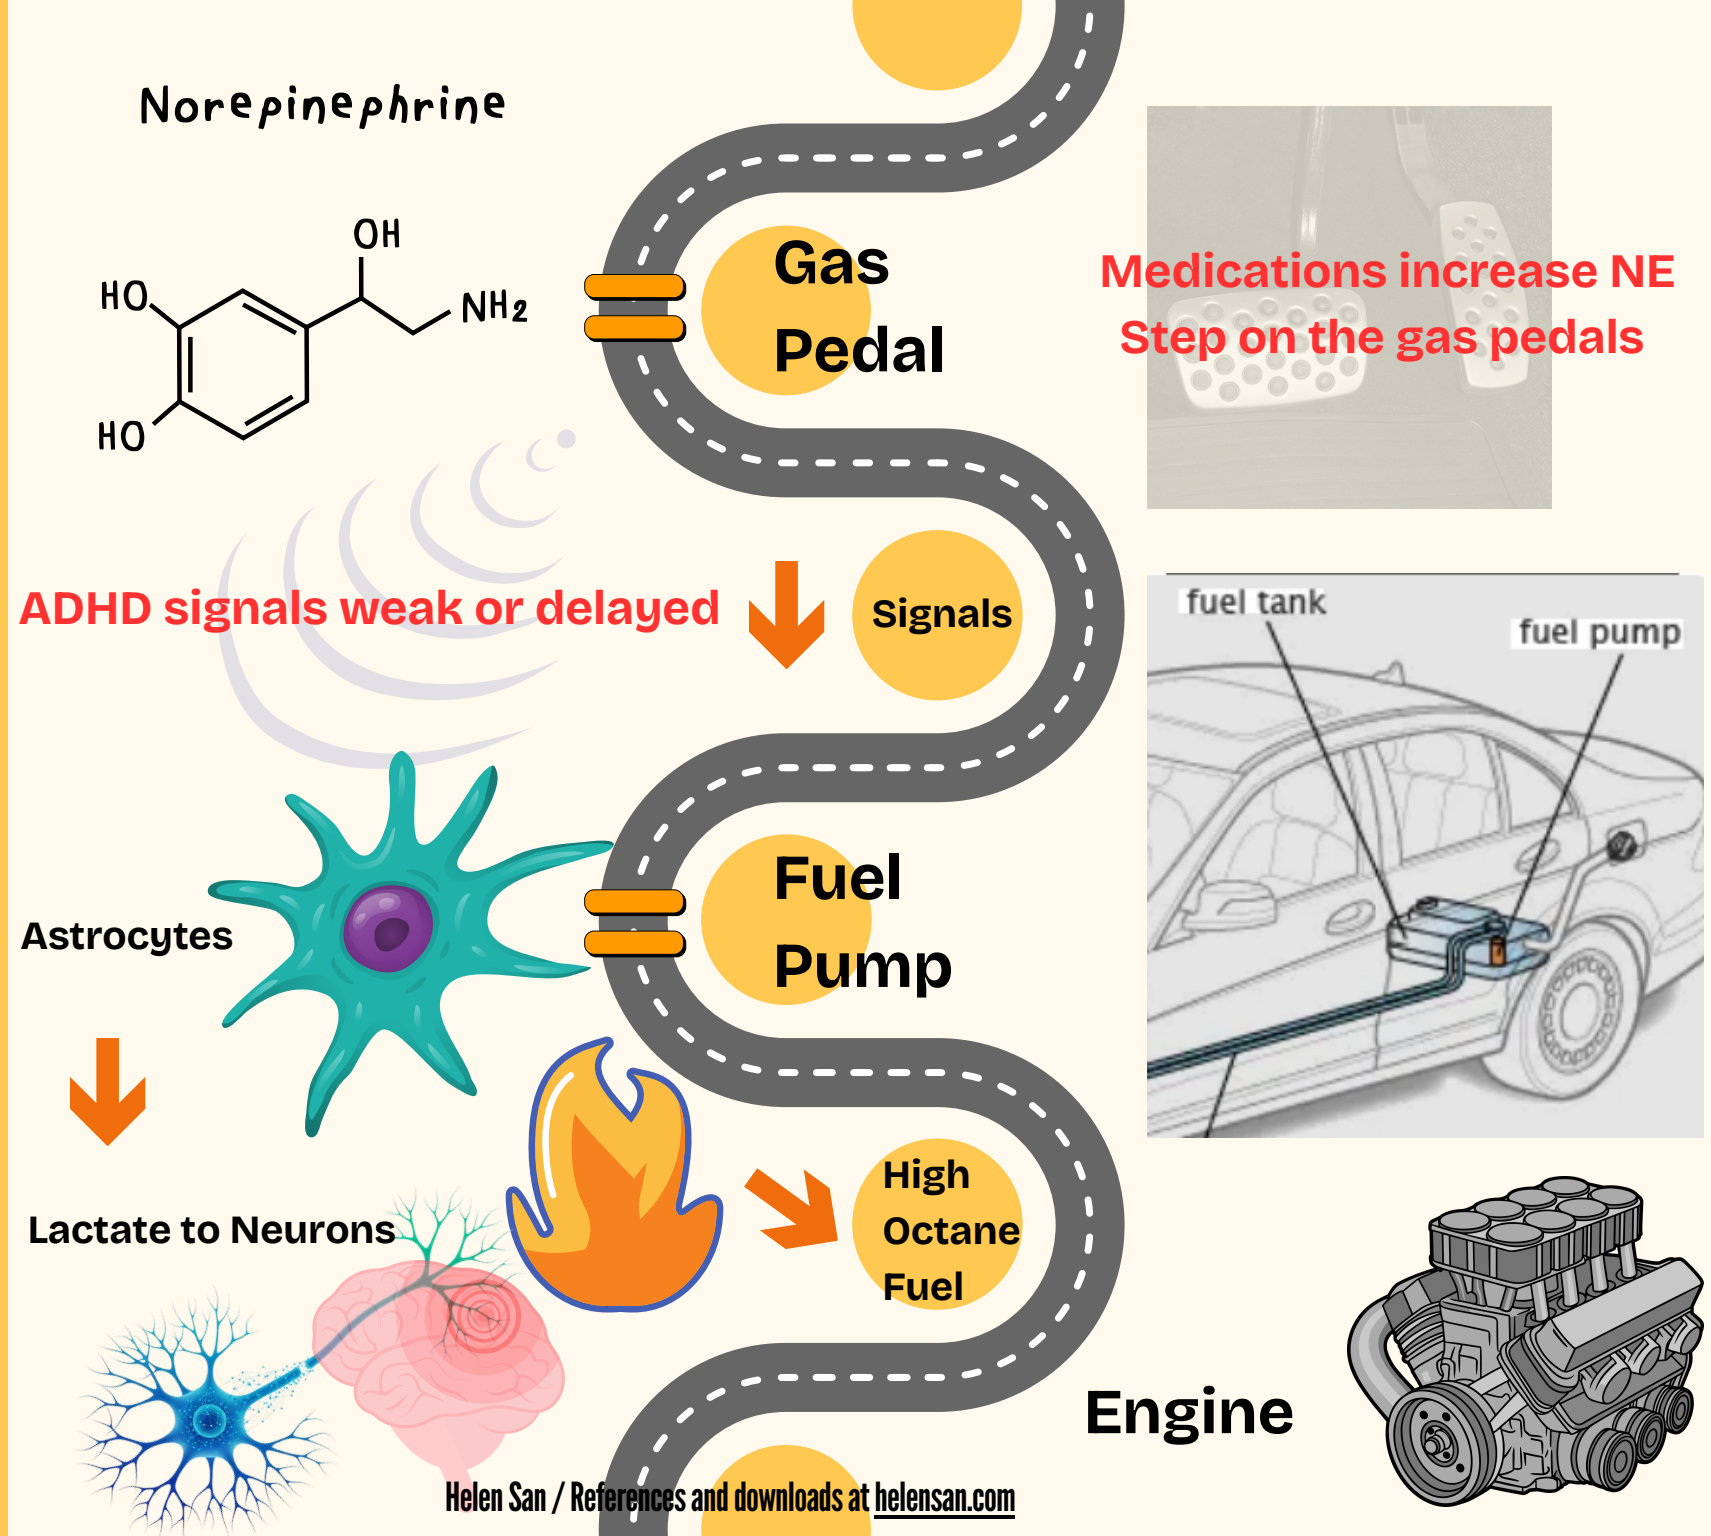 Norepinephrine
OH
HO
NH2
HO
Gas
Pedal
Medications increase NE
Step on the gas pedals
ADHD signals weak or delayed
Signals
fuel tank
fuel pump
Astrocytes
Fuel
Pump
Lactate to Neurons
High
Octane
Fuel
Engine
Helen San / References and downloads at helensan.com